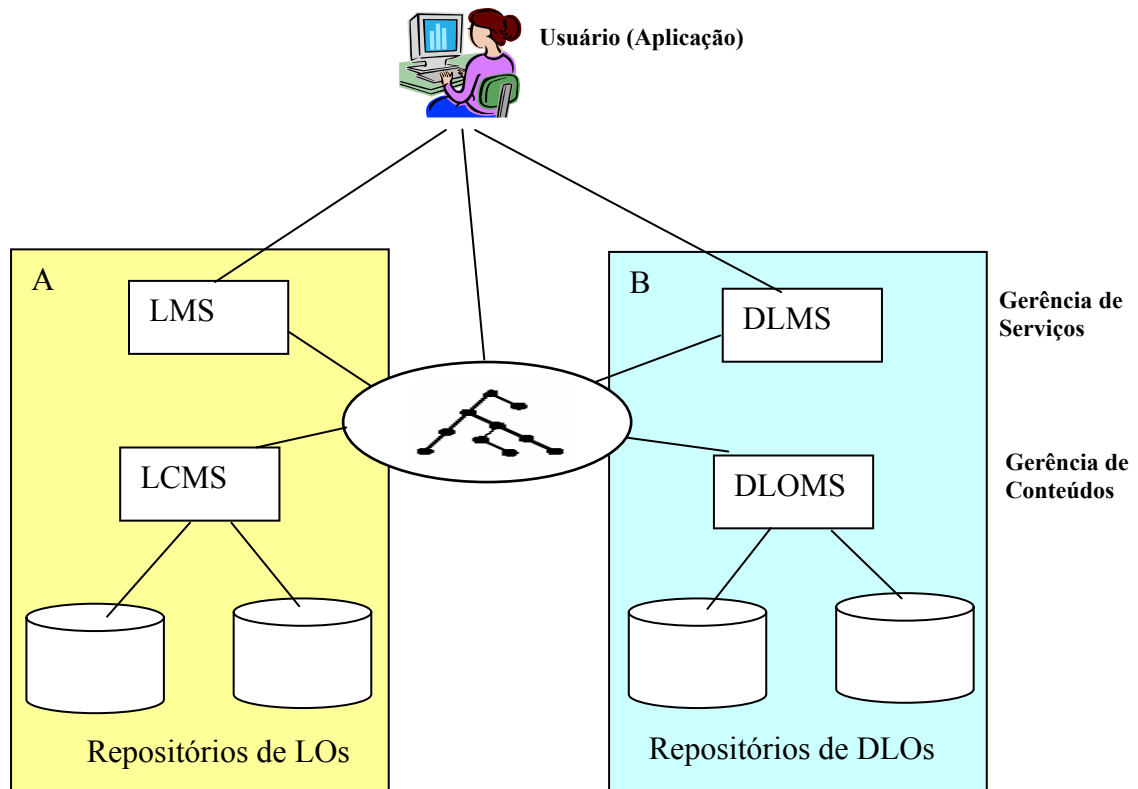 Usuário (Aplicação)
A
LMS
B
DLMS
Gerência de
Serviços
LCMS
DLOMS
Gerência de
Conteúdos
Repositórios de LOs
Repositórios de DLOs